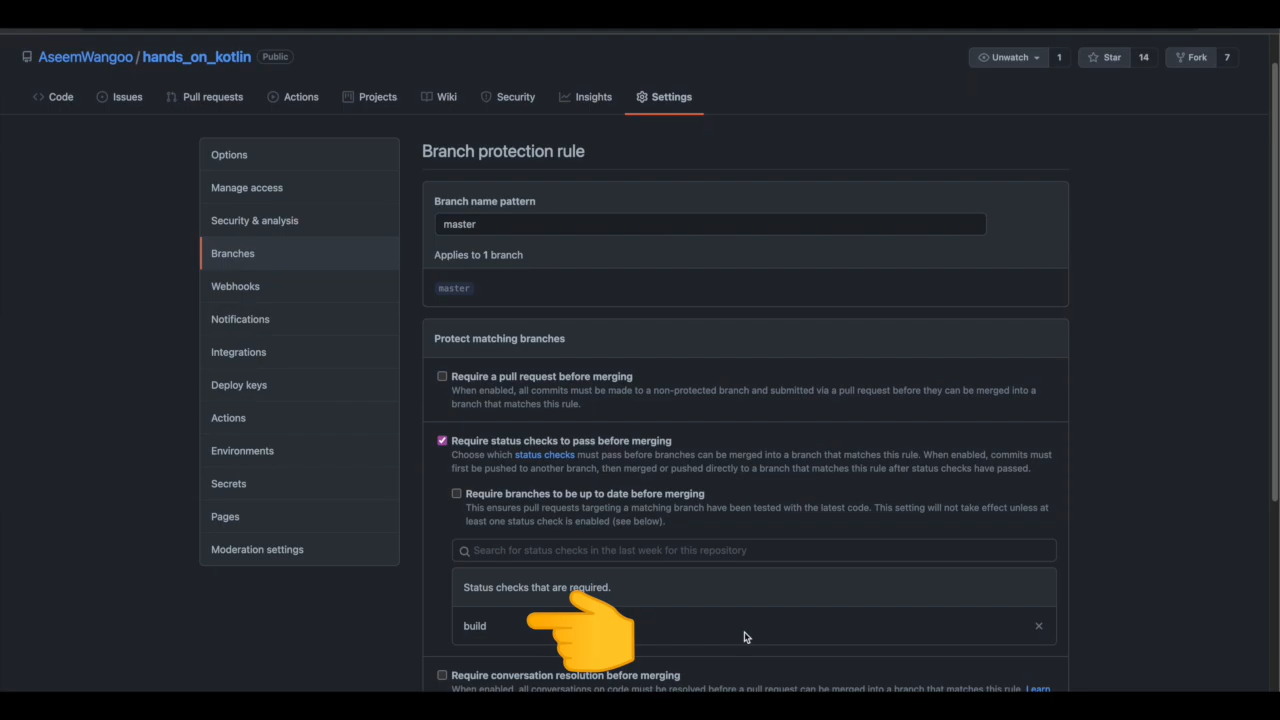 AseemWangoo / hands_on_kotlin Public
Unwatch 1 Star 14 Fork 7
Code Issues Pull requests Actions Projects Wiki Security Insights Settings
Options
Manage access
Security & analysis
Branches
Webhooks
Notifications
Integrations
Deploy keys
Actions
Environments
Secrets
Pages
Moderation settings
Branch protection rule
Branch name pattern
master
Applies to 1 branch
master
Protect matching branches
Require a pull request before merging
When enabled, all commits must be made to a non-protected branch and submitted via a pull request before they can be merged into a
branch that matches this rule.
Require status checks to pass before merging
Choose which status checks must pass before branches can be merged into a branch that matches this rule. When enabled, commits must
first be pushed to another branch, then merged or pushed directly to a branch that matches this rule after status checks have passed.
Require branches to be up to date before merging
This ensures pull requests targeting a matching branch have been tested with the latest code. This setting will not take effect unless at
least one status check is enabled (see below).
Search for status checks in the last week for this repository
Status checks that are required.
build
Require conversation resolution before merging
When enabled, all conversations on code must be resolved before a pull request can be merged into a branch that matches this rule. Learn